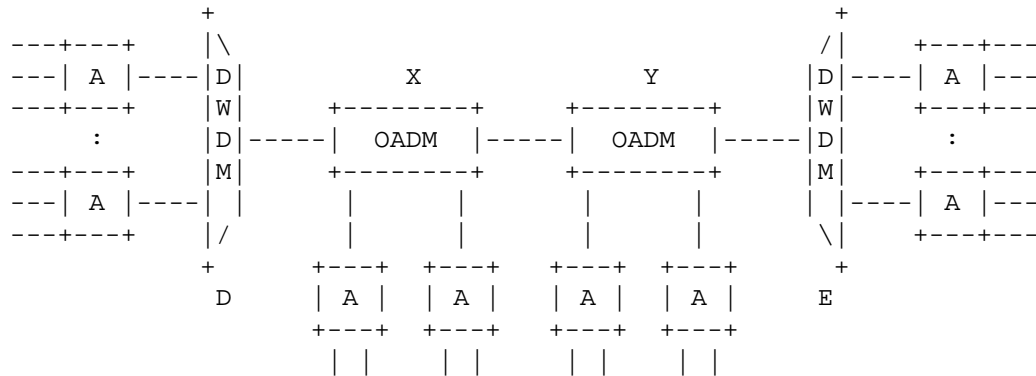 +                                           +
---+---+        |\                                         /|        +---+---
---| A |----|D|          X                  Y            |D|----| A |---
---+---+        |W|     +--------+     +--------+     |W|        +---+---
     :           |D|-----|  OADM  |-----|  OADM  |-----|D|          :
---+---+        |M|     +--------+     +--------+     |M|        +---+---
---| A |----| |          |      |          |      |          | |----| A |---
---+---+        |/       |      |          |      |           \|        +---+---
                +       +---+  +---+     +---+  +---+          +
                 D      | A |  | A |     | A |  | A |         E
                        +---+  +---+     +---+  +---+
                         | |    | |       | |    | |